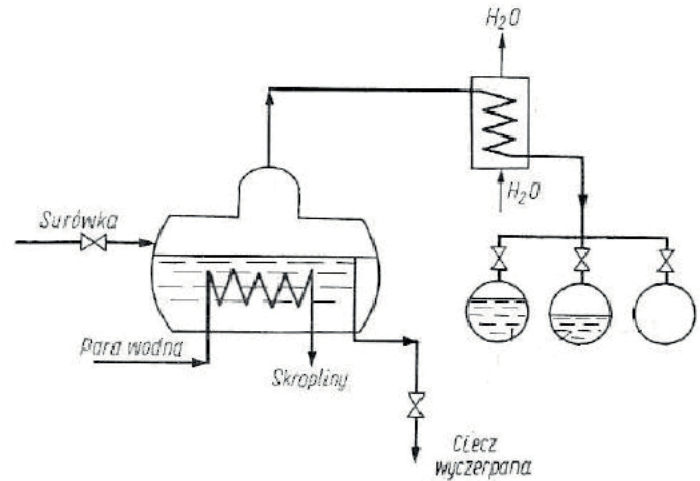 H₂O
H₂O
Surówka
Para wodna
Skropliny
Ciecz
wyczerpana